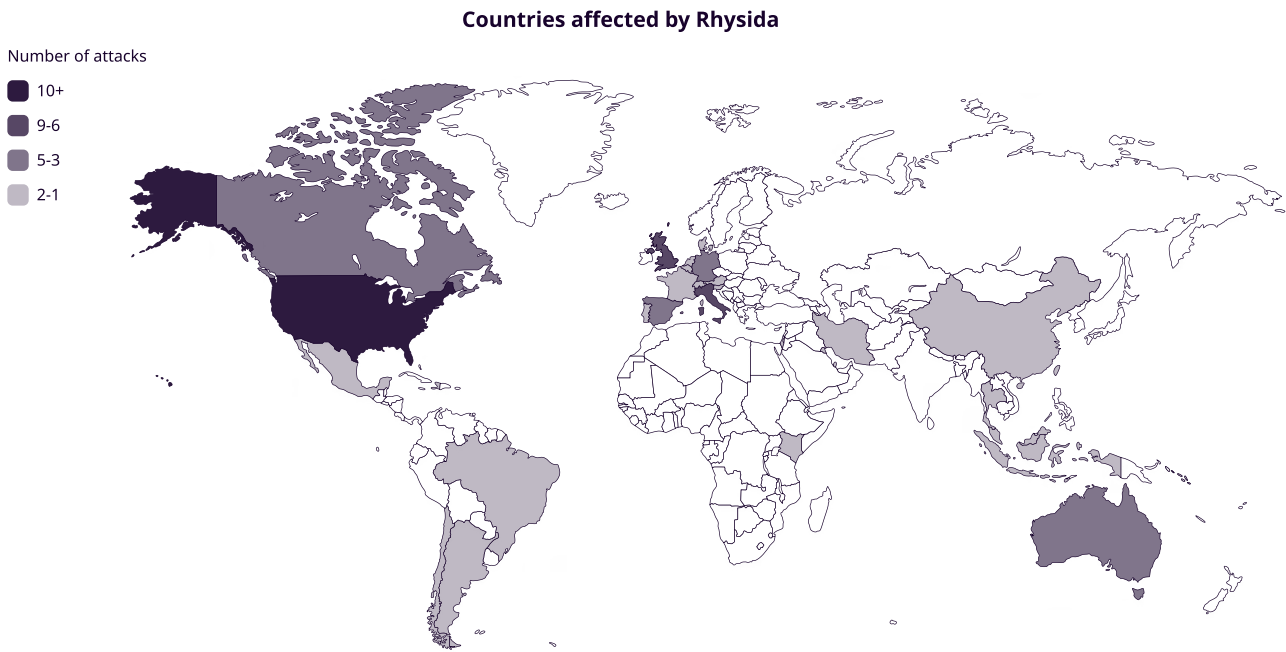 Countries affected by Rhysida
Number of attacks
10+
9-6
5-3
2-1